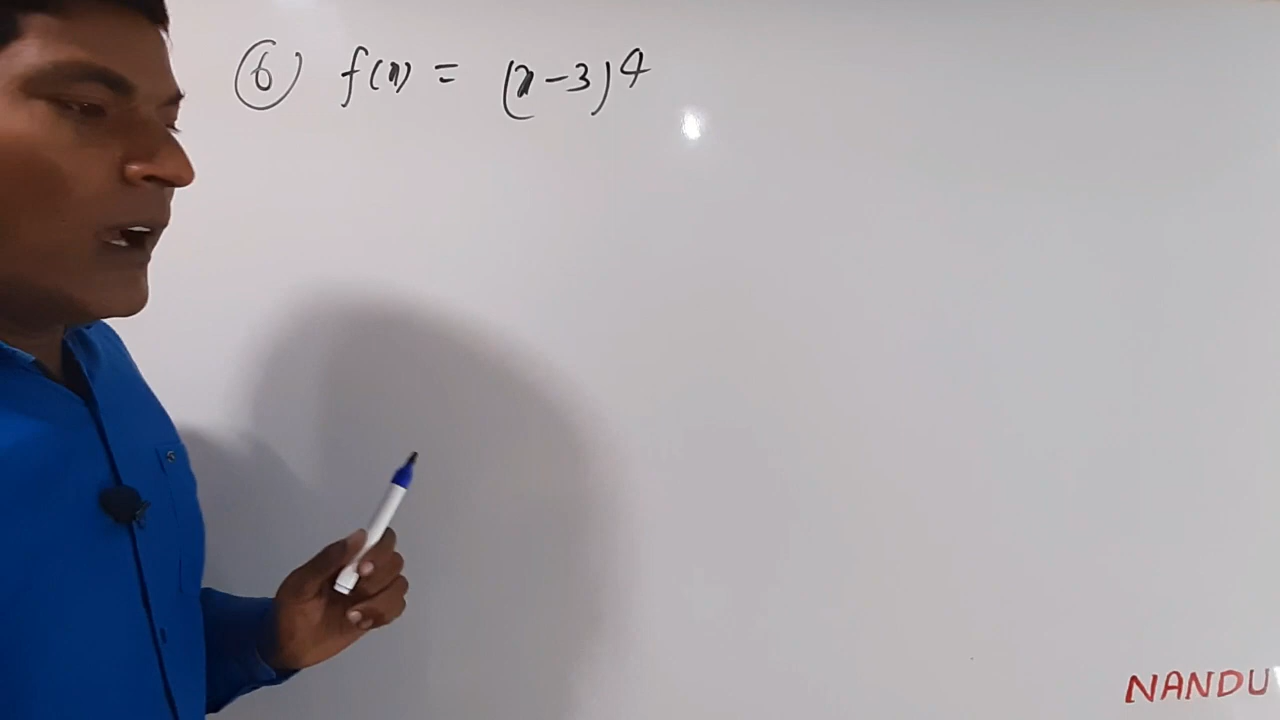 ⑥ f(x) = (x-3)^4
NANDU